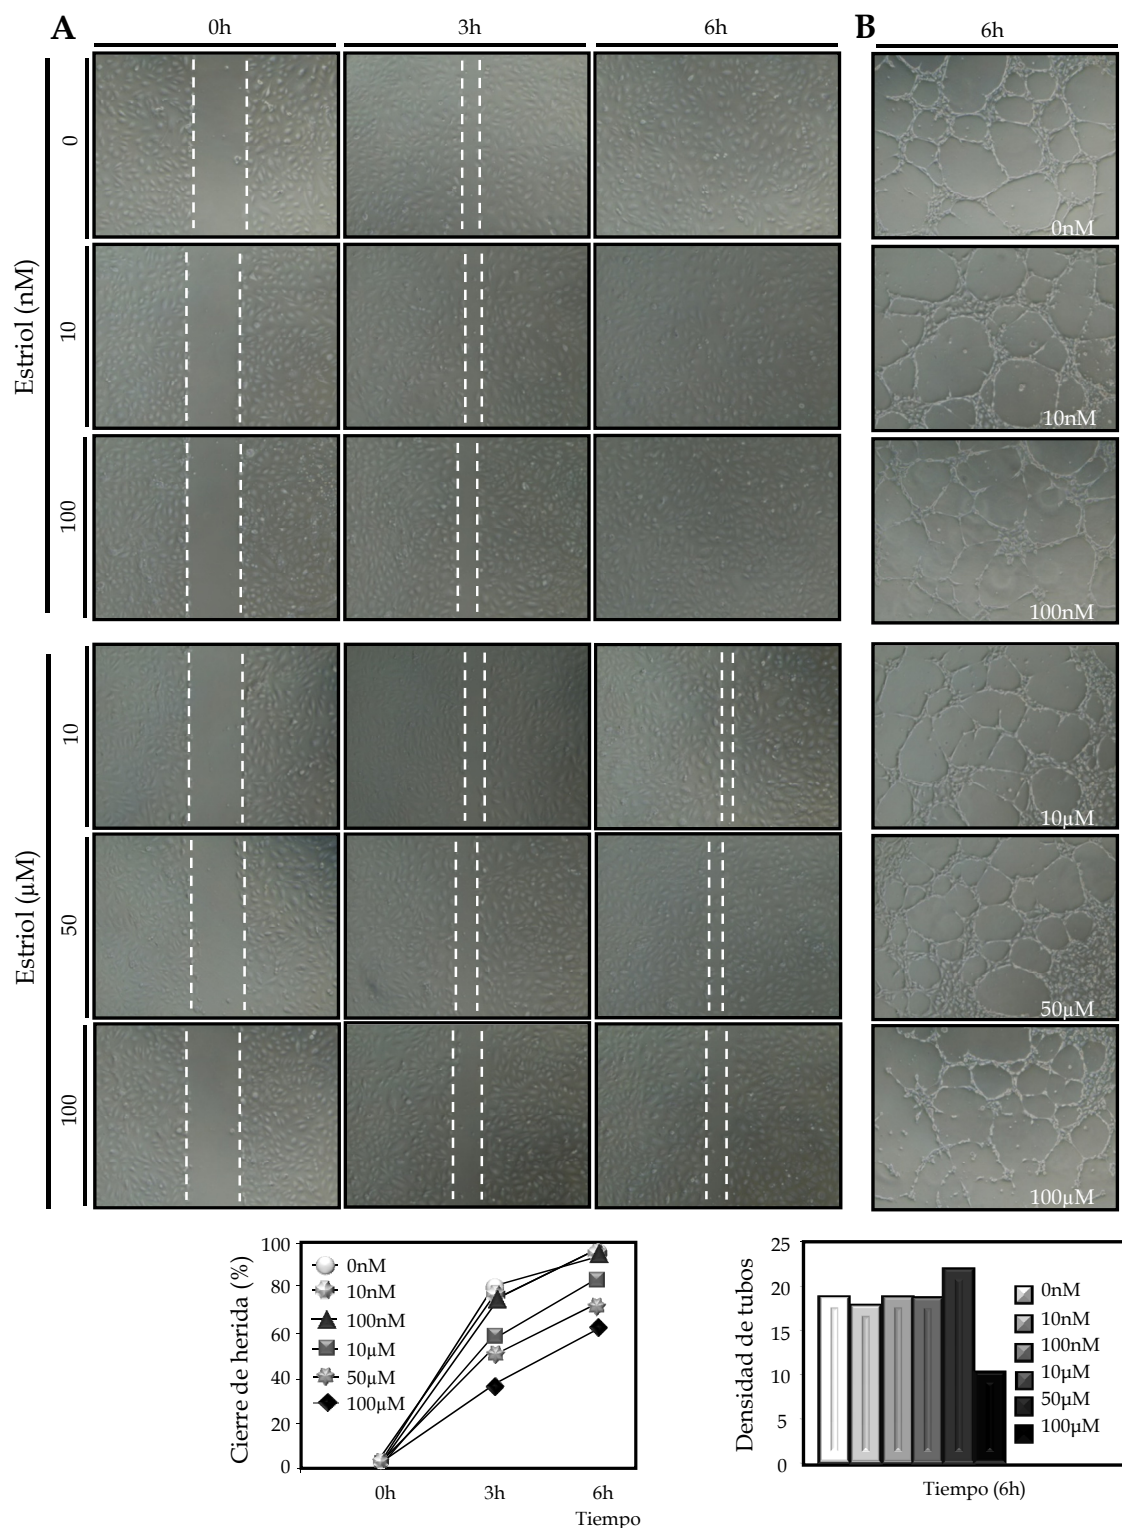 A
0h
3h
6h
B
6h
Estriol (nM)
0
10
100
0nM
10nM
100nM
Estriol (µM)
10
50
100
10µM
50µM
100µM
Cierre de herida (%)
100
80
60
40
20
0
0nM
10nM
100nM
10µM
50µM
100µM
0h
3h
6h
Tiempo
Densidad de tubos
25
20
15
10
5
0
0nM
10nM
100nM
10µM
50µM
100µM
Tiempo (6h)